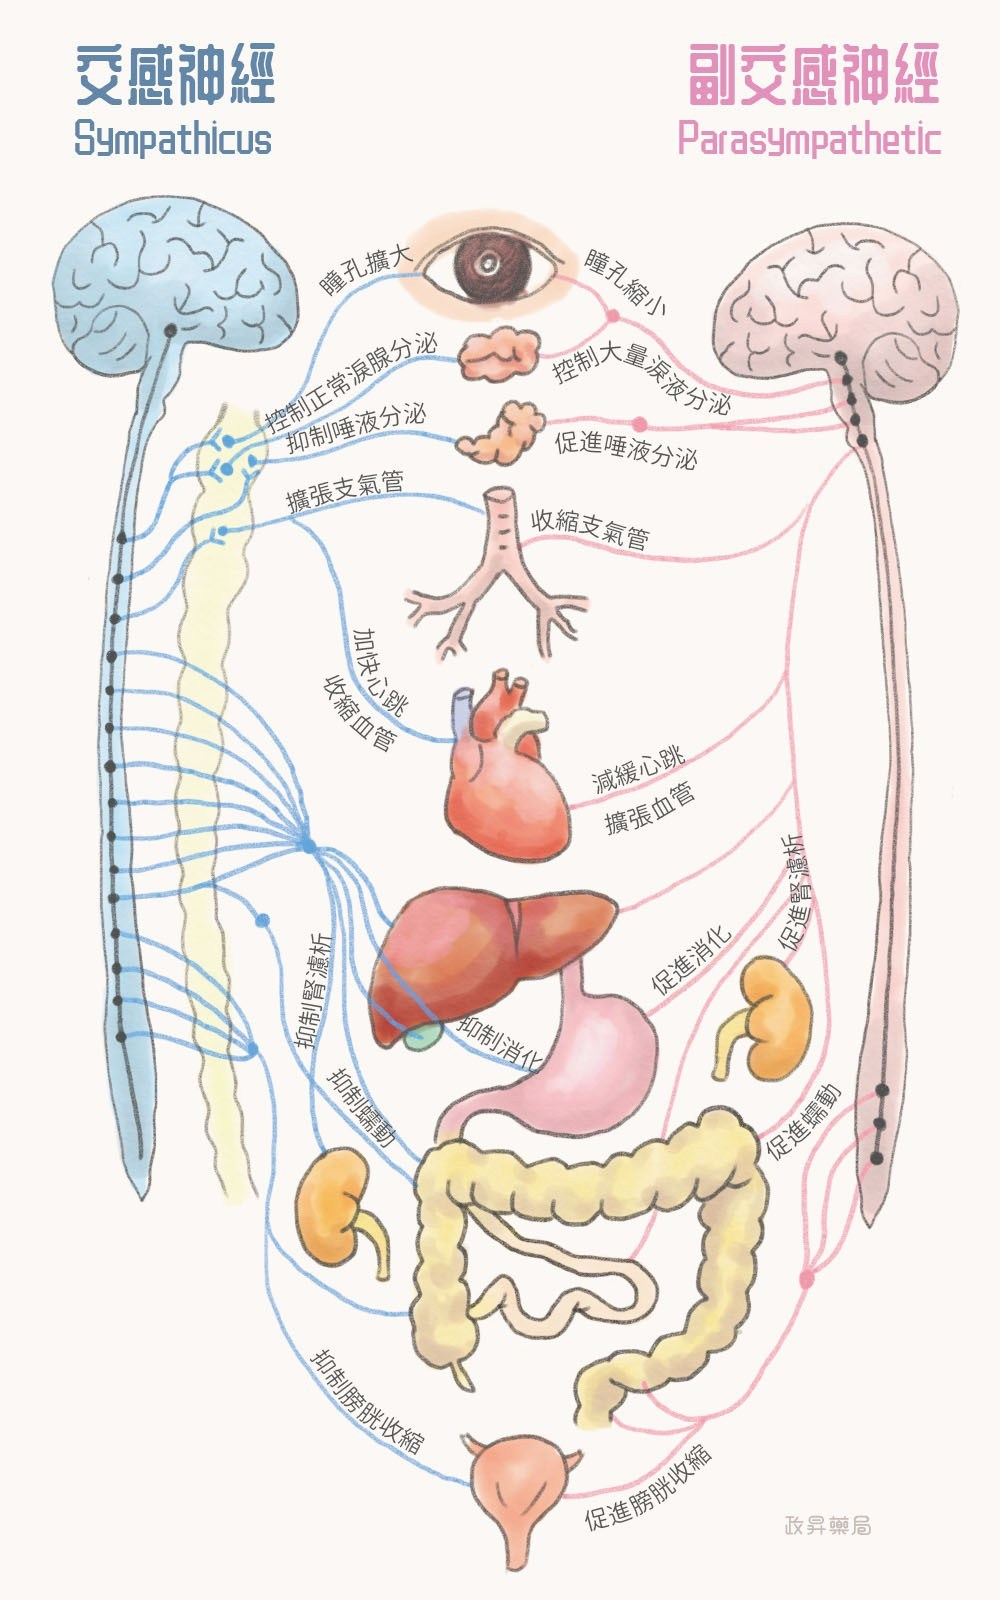 交感神經
Sympathicus
副交感神經
Parasympathetic
瞳孔擴大
瞳孔縮小
控制正常淚腺分泌
控制大量淚液分泌
抑制唾液分泌
促進唾液分泌
擴張支氣管
收縮支氣管
加快心跳
收縮血管
減緩心跳
擴張血管
促進腎濾析
抑制腎濾析
促進消化
抑制消化
抑制蠕動
促進蠕動
抑制膀胱收縮
促進膀胱收縮
政昇藥局